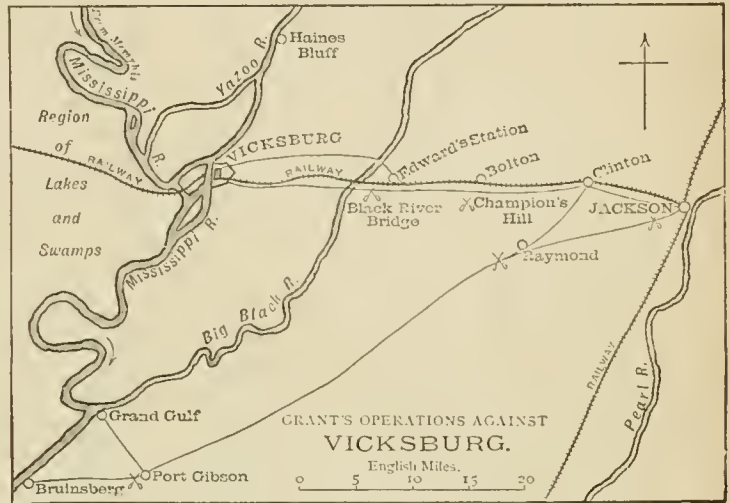 From Memphis
Mississippi
R.
Yazoo R.
Haines
Bluff
Region
of
Lakes
and
Swamps
RAILWAY
VICKSBURG
RAILWAY
Edward's Station
Bolton
Clinton
Black River
Bridge
Champion's
Hill
JACKSON
Raymond
Mississippi R.
Big Black R.
RAILWAY
Pearl R.
Grand Gulf
Port Gibson
Bruinsberg
GRANT'S OPERATIONS AGAINST
VICKSBURG.
English Miles.
0 5 10 20